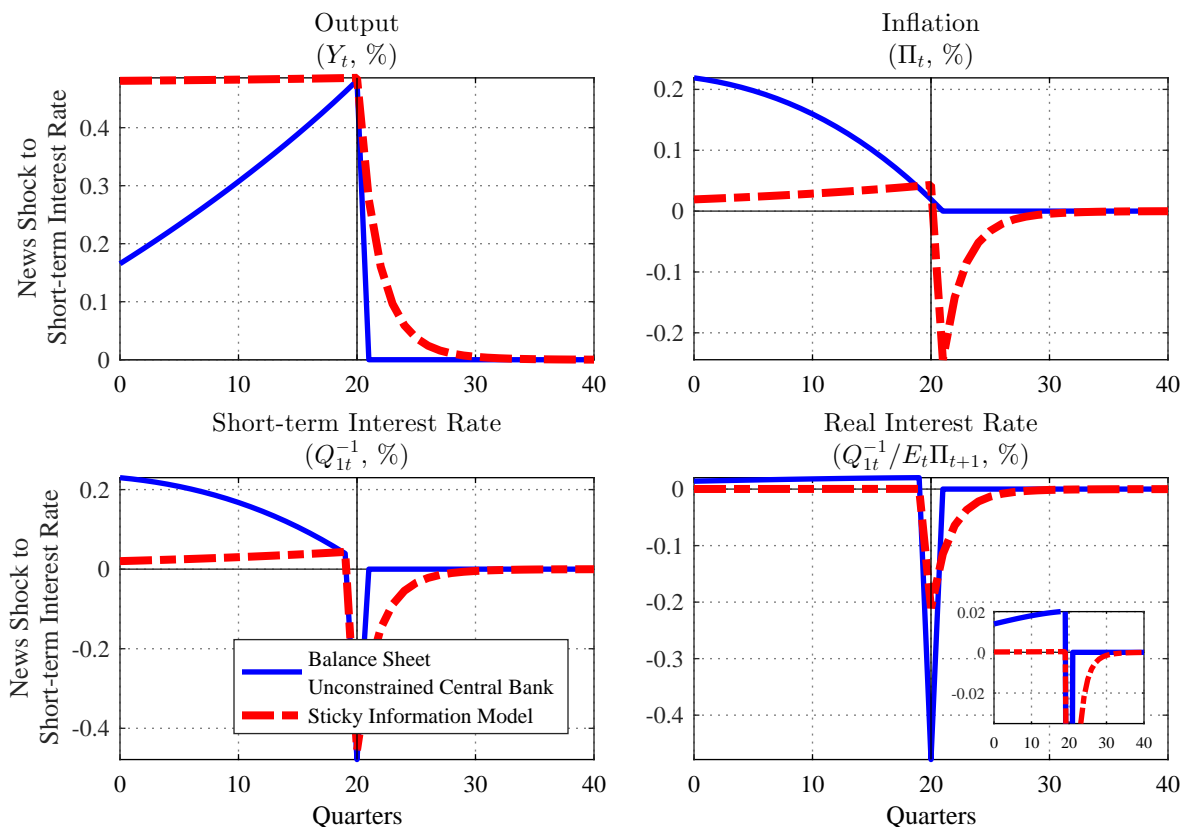 Output
(Y_t, %)
Inflation
(Π_t, %)
News Shock to
Short-term Interest Rate
0
0.1
0.2
0.3
0.4
0
10
20
30
40
-0.2
-0.1
0
0.1
0.2
0
10
20
30
40
Short-term Interest Rate
(Q_{1t}^{-1}, %)
Real Interest Rate
(Q_{1t}^{-1}/E_tΠ_{t+1}, %)
News Shock to
Short-term Interest Rate
-0.4
-0.2
0
0.2
0
10
20
30
40
Quarters
Balance Sheet
Unconstrained Central Bank
Sticky Information Model
-0.4
-0.3
-0.2
-0.1
0
0
10
20
30
40
Quarters
-0.02
0
0.02
0
10
20
30
40